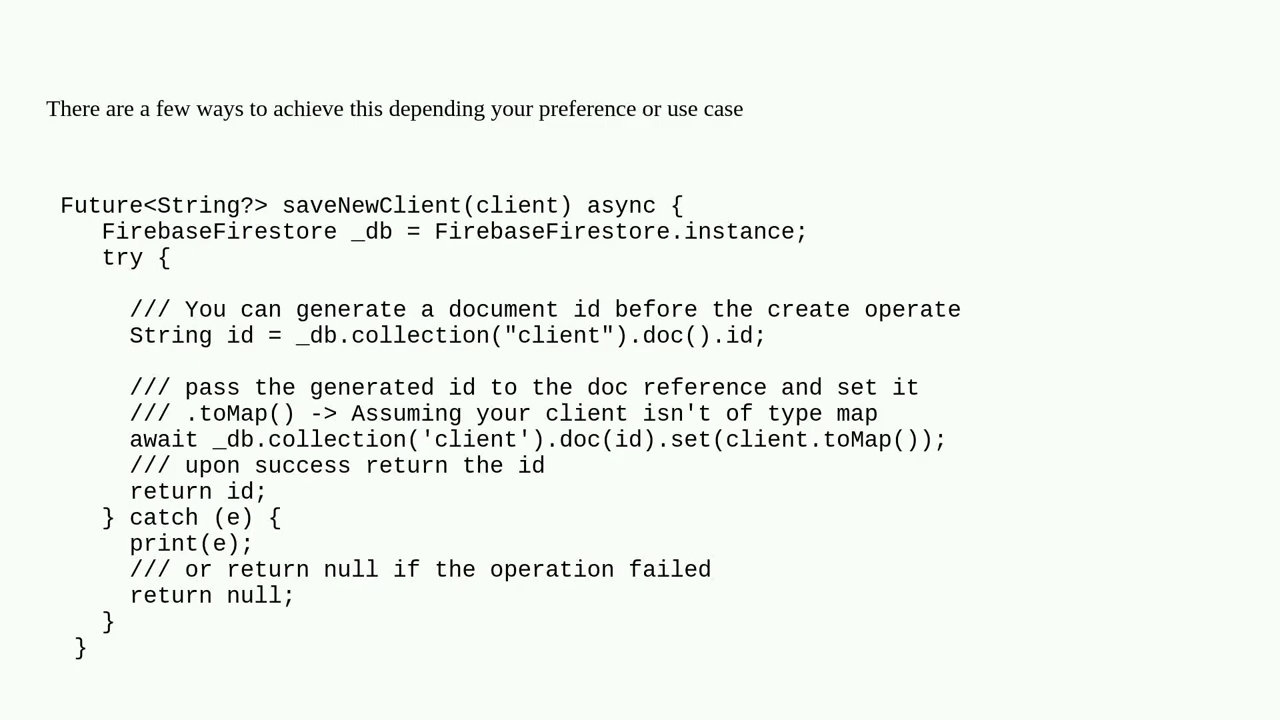 There are a few ways to achieve this depending your preference or use case
Future<String?> saveNewClient(client) async {
FirebaseFirestore _db = FirebaseFirestore.instance;
try {
/// You can generate a document id before the create operate
String id = _db.collection("client").doc().id;
/// pass the generated id to the doc reference and set it
/// .toMap() -> Assuming your client isn't of type map
await _db.collection('client').doc(id).set(client.toMap());
/// upon success return the id
return id;
} catch (e) {
print(e);
/// or return null if the operation failed
return null;
}
}